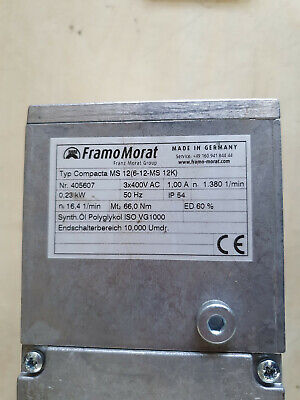 FramoMorat
Franz Morat Group
MADE IN GERMANY
Service: +49 160 941 844 44
www.framo-morat.com
Typ Compacta MS 12(6-12-MS 12K)
Nr. 405607 3x400V AC 1,00 A n₁ 1.380 1/min
0,23 kW 50 Hz IP 54
n₂ 16,4 1/min Mt₂ 66,0 Nm ED 60 %
Synth.Öl Polyglykol ISO VG1000
Endschalterbereich 10,000 Umdr.
CE